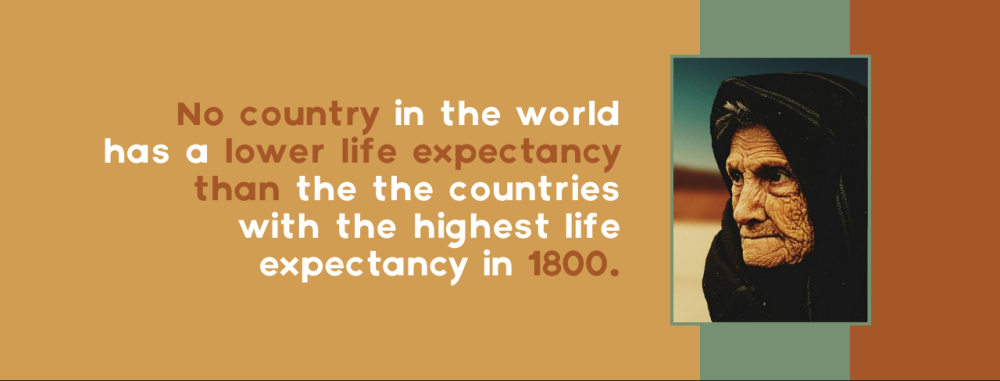 No country in the world
has a lower life expectancy
than the the countries
with the highest life
expectancy in 1800.